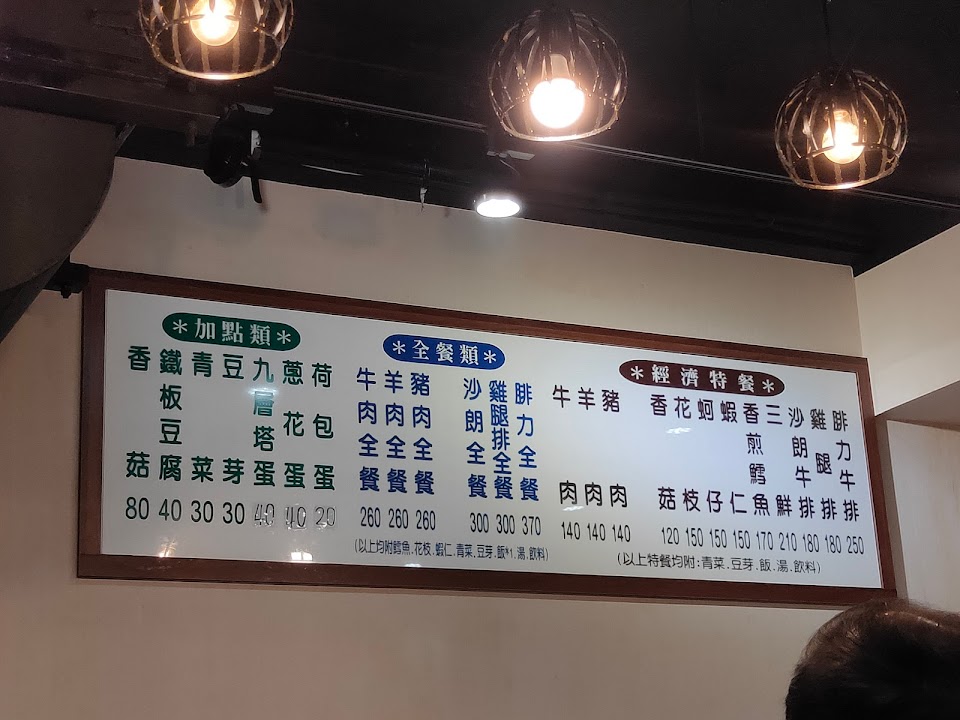 ＊加點類＊
香菇 80
鐵板豆腐 40
青菜 30
豆芽 30
九層塔蛋 40
蔥花蛋 40
荷包蛋 20
＊全餐類＊
牛肉全餐 260
羊肉全餐 260
豬肉全餐 260
沙朗全餐 300
雞腿排全餐 300
腓力全餐 370
(以上均附鱈魚.花枝.蝦仁.青菜.豆芽.飯*1.湯.飲料)
＊經濟特餐＊
牛肉 140
羊肉 140
豬肉 140
香菇 120
花枝 150
蚵仔 150
蝦仁 150
香煎鱈魚 170
三鮮 210
沙朗牛排 180
雞腿排 180
腓力牛排 250
(以上特餐均附:青菜.豆芽.飯.湯.飲料)